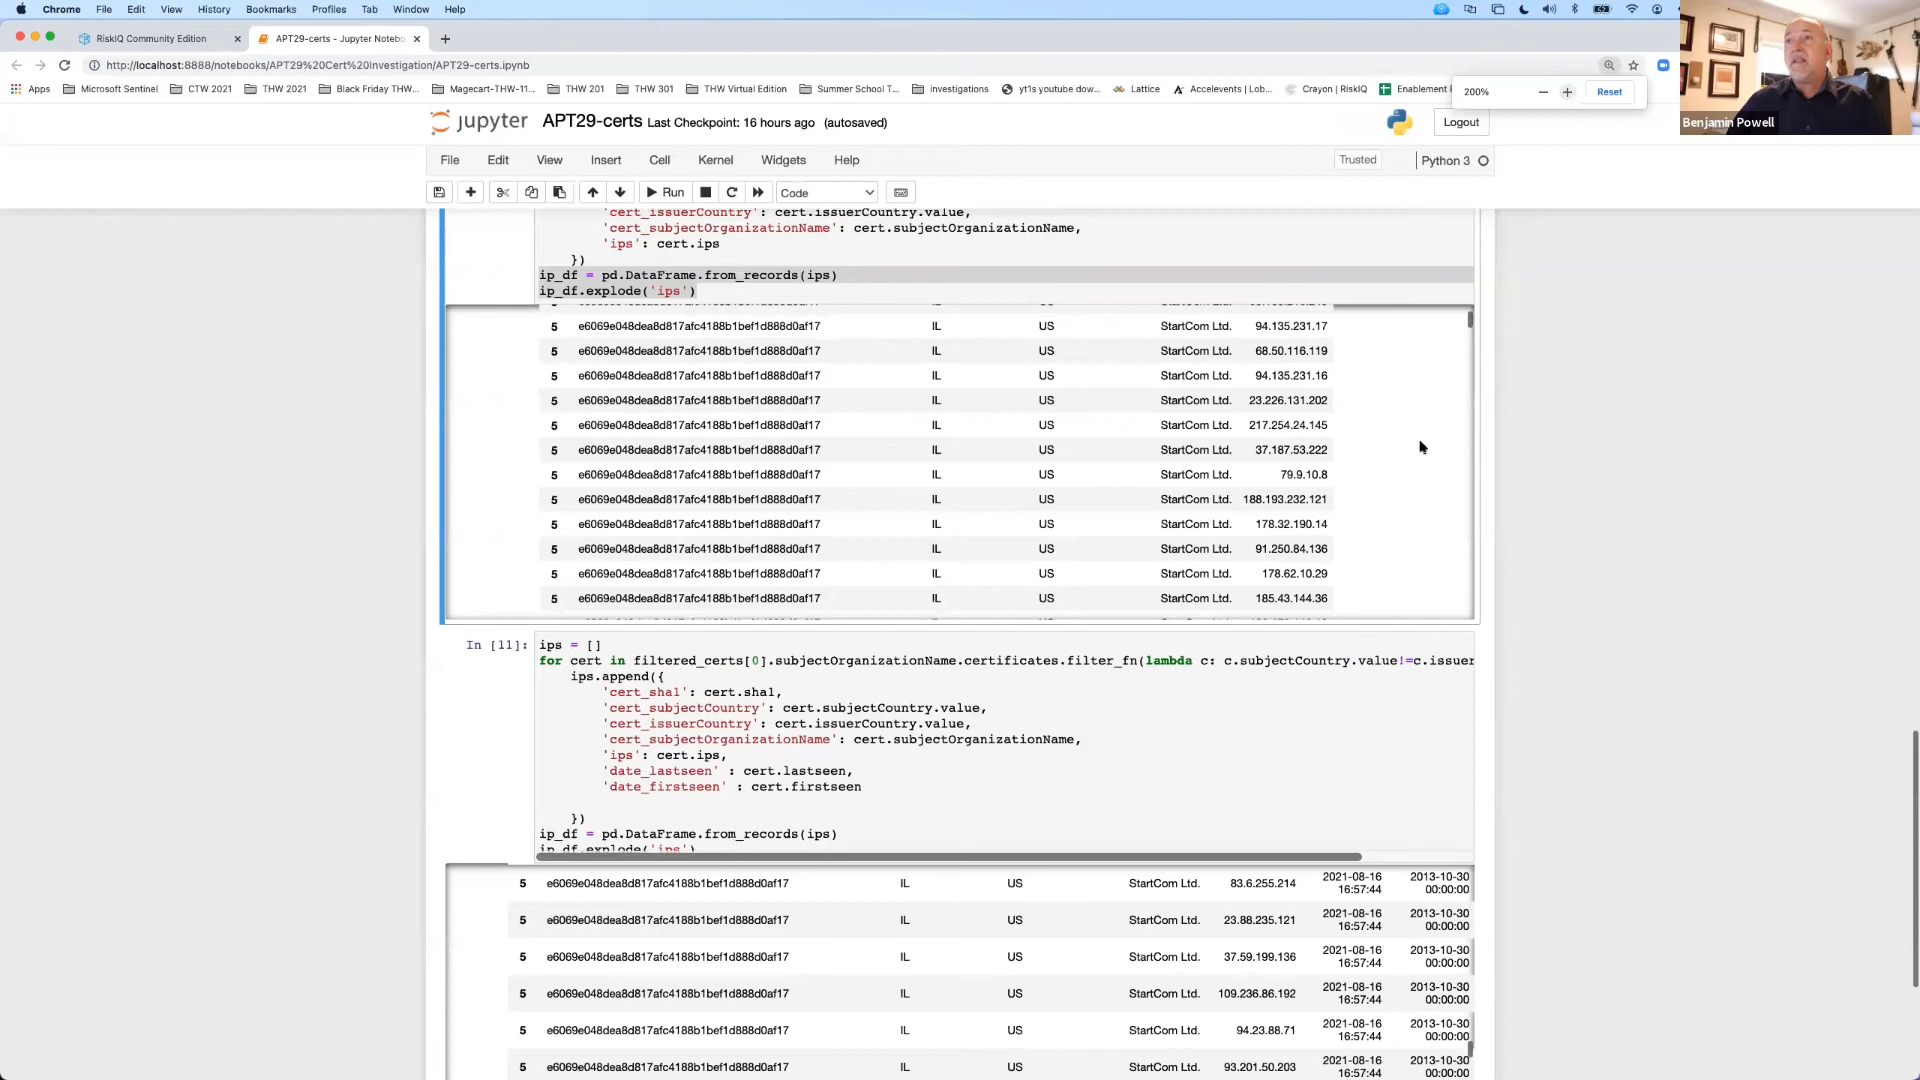 Chrome File Edit View History Bookmarks Profiles Tab Window Help
RiskIQ Community Edition
APT29-certs - Jupyter Notebo
http://localhost:8888/notebooks/APT29%20Cert%20Investigation/APT29-certs.ipynb
Apps Microsoft Sentinel CTW 2021 THW 2021 Black Friday THW... Magecart-THW-11... THW 201 THW 301 THW Virtual Edition Summer School T... investigations yt1s youtube dow... Lattice Accelevents | Lob... Crayon | RiskIQ Enablement
200% Reset
Benjamin Powell
jupyter APT29-certs Last Checkpoint: 16 hours ago (autosaved)
Logout
File Edit View Insert Cell Kernel Widgets Help
Trusted Python 3
Run Code
'cert_issuerCountry': cert.issuerCountry.value,
'cert_subjectOrganizationName': cert.subjectOrganizationName,
'ips': cert.ips
})
ip_df = pd.DataFrame.from_records(ips)
ip_df.explode('ips')
5 e6069e048dea8d817afc4188b1bef1d888d0af17 IL US StartCom Ltd. 94.135.231.17
5 e6069e048dea8d817afc4188b1bef1d888d0af17 IL US StartCom Ltd. 68.50.116.119
5 e6069e048dea8d817afc4188b1bef1d888d0af17 IL US StartCom Ltd. 94.135.231.16
5 e6069e048dea8d817afc4188b1bef1d888d0af17 IL US StartCom Ltd. 23.226.131.202
5 e6069e048dea8d817afc4188b1bef1d888d0af17 IL US StartCom Ltd. 217.254.24.145
5 e6069e048dea8d817afc4188b1bef1d888d0af17 IL US StartCom Ltd. 37.187.53.222
5 e6069e048dea8d817afc4188b1bef1d888d0af17 IL US StartCom Ltd. 79.9.10.8
5 e6069e048dea8d817afc4188b1bef1d888d0af17 IL US StartCom Ltd. 188.193.232.121
5 e6069e048dea8d817afc4188b1bef1d888d0af17 IL US StartCom Ltd. 178.32.190.14
5 e6069e048dea8d817afc4188b1bef1d888d0af17 IL US StartCom Ltd. 91.250.84.136
5 e6069e048dea8d817afc4188b1bef1d888d0af17 IL US StartCom Ltd. 178.62.10.29
5 e6069e048dea8d817afc4188b1bef1d888d0af17 IL US StartCom Ltd. 185.43.144.36
In [11]: ips = []
for cert in filtered_certs[0].subjectOrganizationName.certificates.filter_fn(lambda c: c.subjectCountry.value!=c.issuer
ips.append({
'cert_sha1': cert.sha1,
'cert_subjectCountry': cert.subjectCountry.value,
'cert_issuerCountry': cert.issuerCountry.value,
'cert_subjectOrganizationName': cert.subjectOrganizationName,
'ips': cert.ips,
'date_lastseen' : cert.lastseen,
'date_firstseen' : cert.firstseen
})
ip_df = pd.DataFrame.from_records(ips)
ip_df.explode('ips')
5 e6069e048dea8d817afc4188b1bef1d888d0af17 IL US StartCom Ltd. 83.6.255.214 2021-08-16 2013-10-30
16:57:44 00:00:00
5 e6069e048dea8d817afc4188b1bef1d888d0af17 IL US StartCom Ltd. 23.88.235.121 2021-08-16 2013-10-30
16:57:44 00:00:00
5 e6069e048dea8d817afc4188b1bef1d888d0af17 IL US StartCom Ltd. 37.59.199.136 2021-08-16 2013-10-30
16:57:44 00:00:00
5 e6069e048dea8d817afc4188b1bef1d888d0af17 IL US StartCom Ltd. 109.236.86.192 2021-08-16 2013-10-30
16:57:44 00:00:00
5 e6069e048dea8d817afc4188b1bef1d888d0af17 IL US StartCom Ltd. 94.23.88.71 2021-08-16 2013-10-30
16:57:44 00:00:00
5 e6069e048dea8d817afc4188b1bef1d888d0af17 IL US StartCom Ltd. 93.201.50.203 2021-08-16 2013-10-30
16:57:44 00:00:00